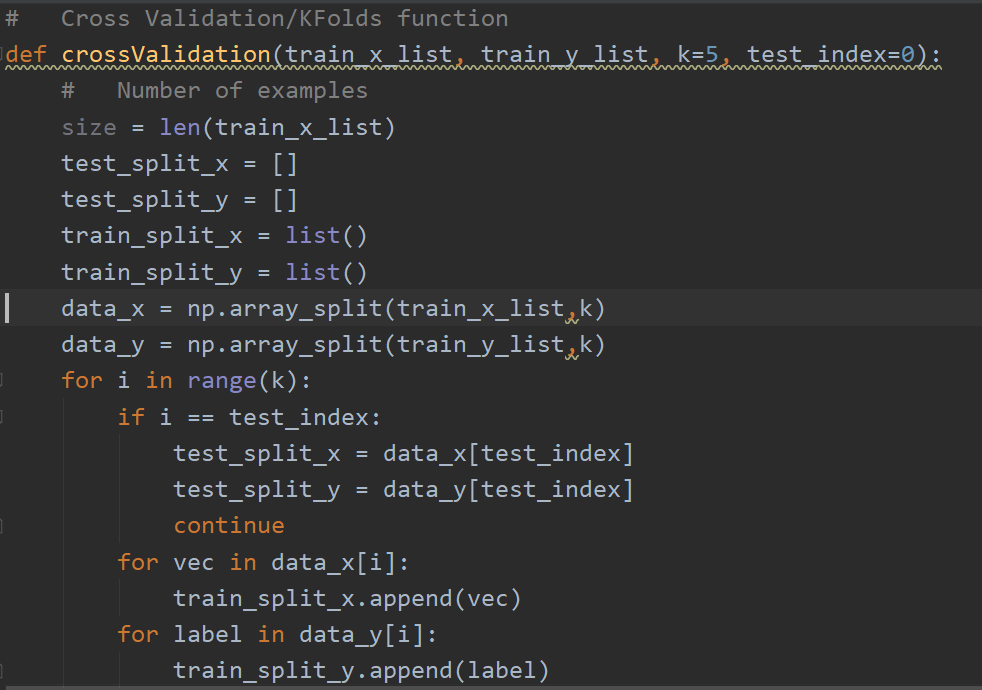 #   Cross Validation/KFolds function
def crossValidation(train_x_list, train_y_list, k=5, test_index=0):
    #   Number of examples
    size = len(train_x_list)
    test_split_x = []
    test_split_y = []
    train_split_x = list()
    train_split_y = list()
    data_x = np.array_split(train_x_list,k)
    data_y = np.array_split(train_y_list,k)
    for i in range(k):
        if i == test_index:
            test_split_x = data_x[test_index]
            test_split_y = data_y[test_index]
            continue
        for vec in data_x[i]:
            train_split_x.append(vec)
        for label in data_y[i]:
            train_split_y.append(label)